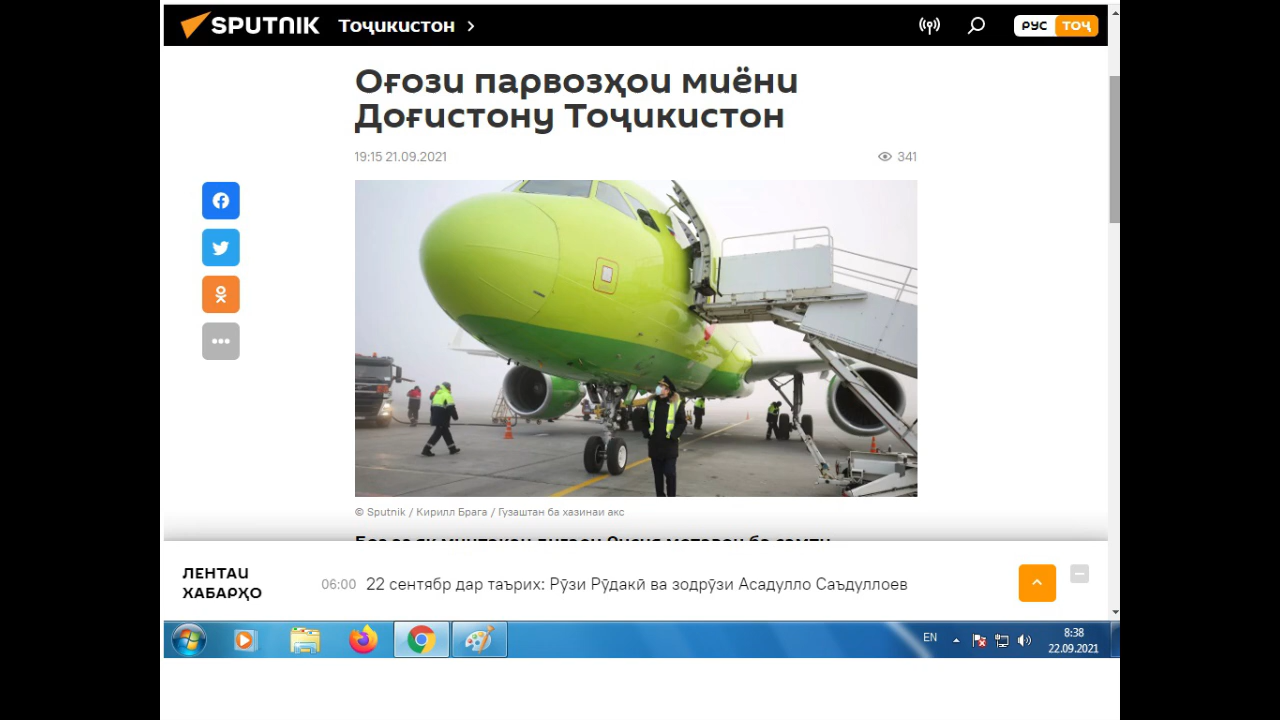 SPUTNIK Тоҷикистон
РУС ТОҶ
Оғози парвозҳои миёни
Доғистону Тоҷикистон
19:15 21.09.2021
341
© Sputnik / Кирилл Брага / Гузаштан ба хазинаи акс
ЛЕНТАИ
ХАБАРҲО
06:00 22 сентябр дар таърих: Рӯзи Рӯдакӣ ва зодрӯзи Асадулло Саъдуллоев
EN
8:38
22.09.2021